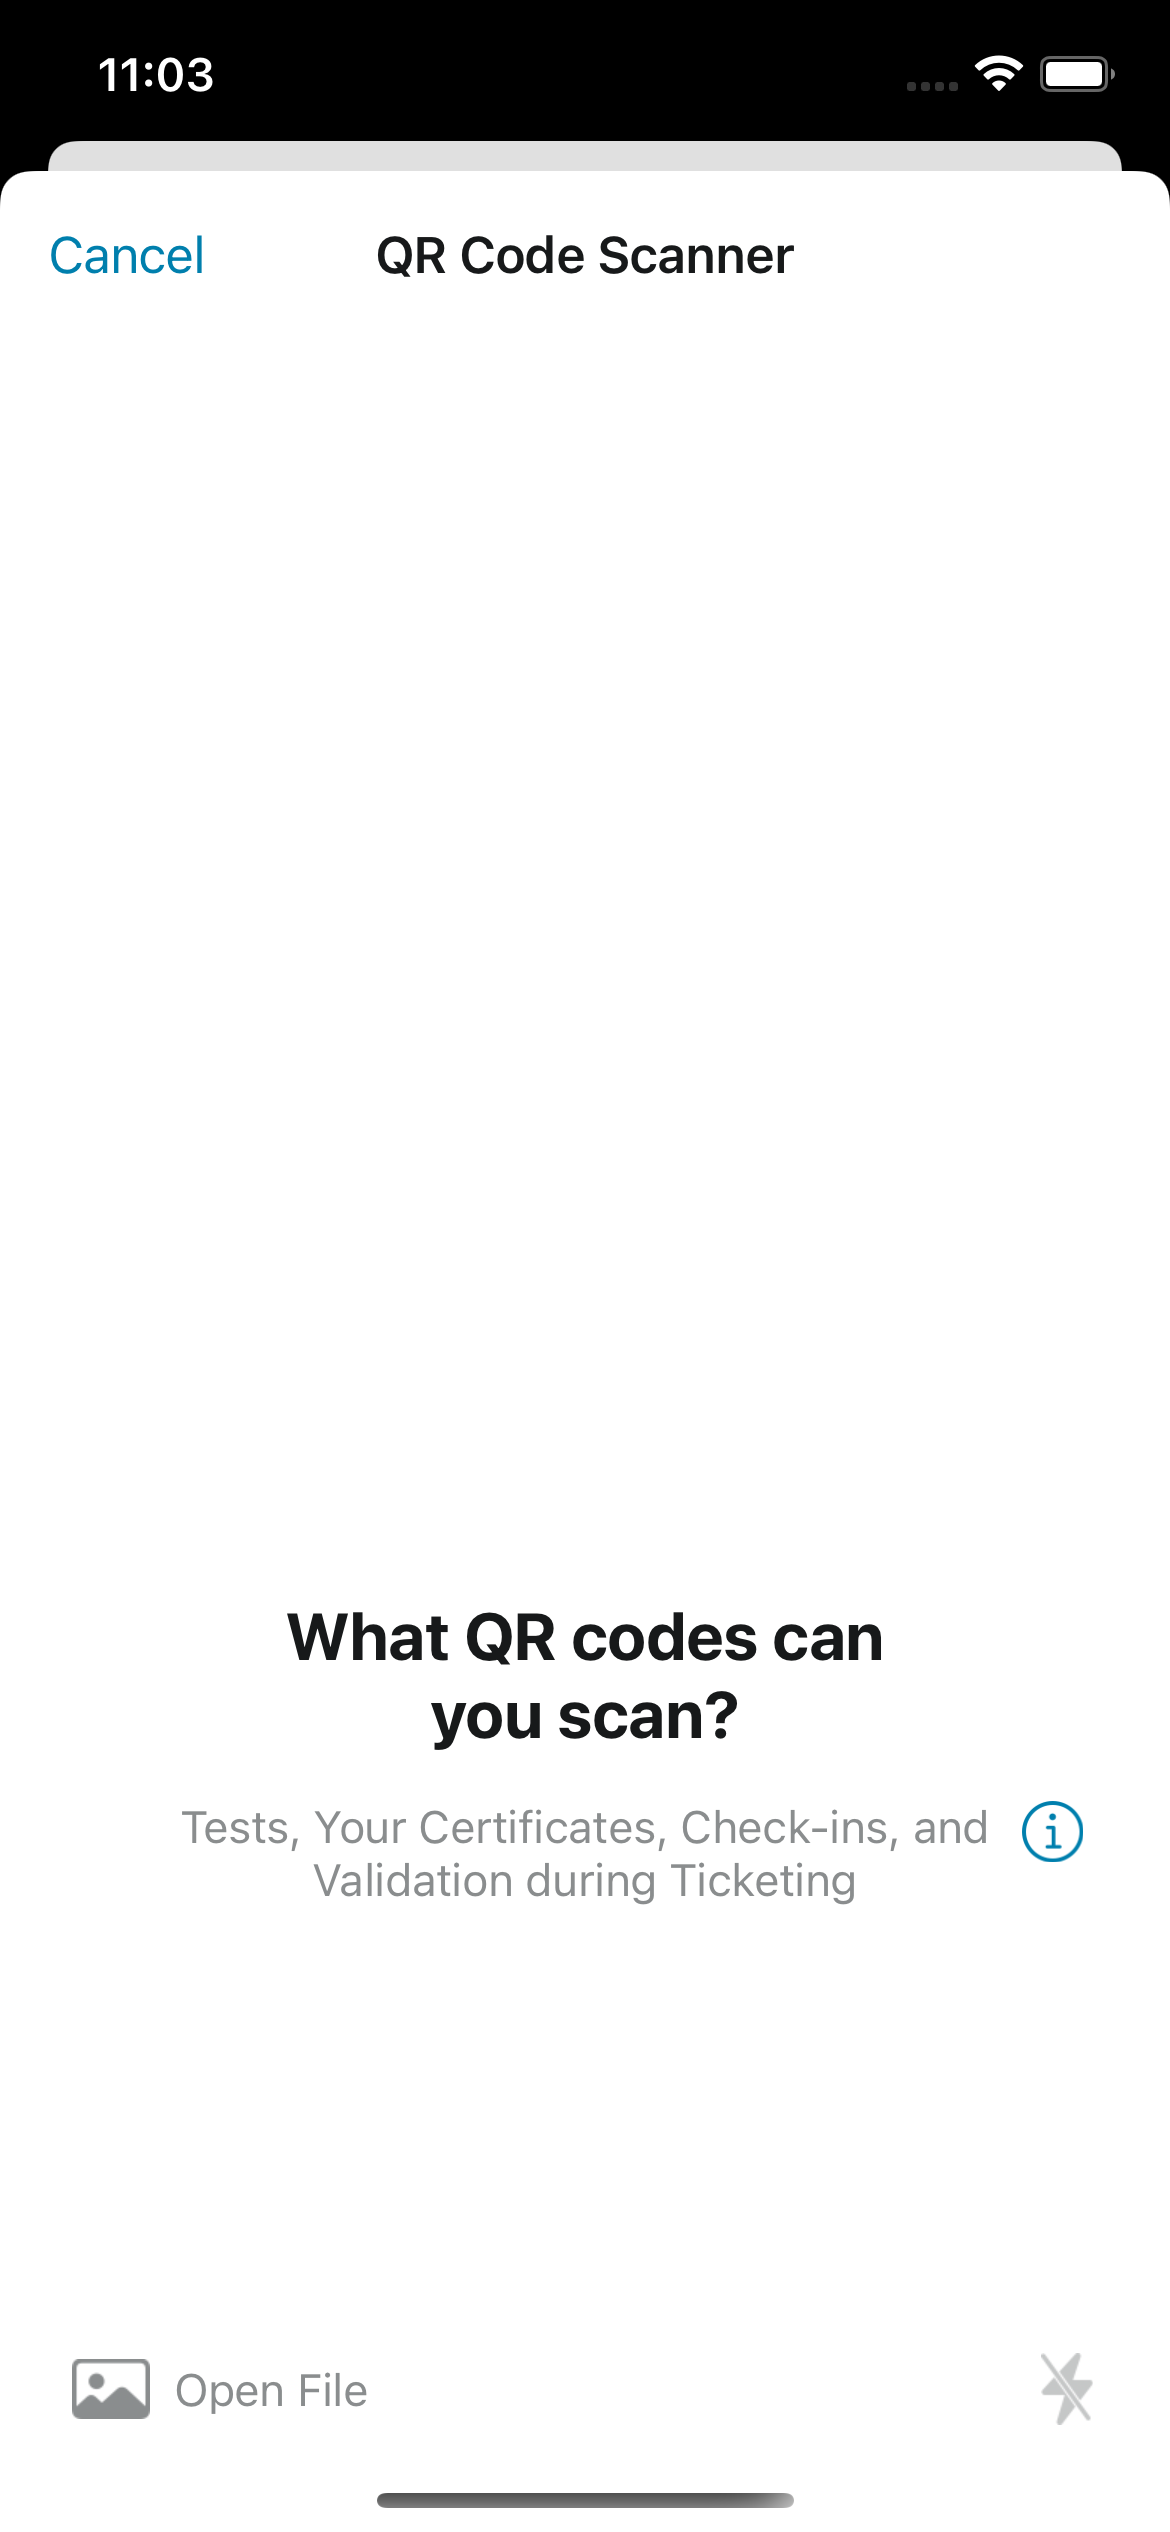 11:03
Cancel
QR Code Scanner
What QR codes can
you scan?
Tests, Your Certificates, Check-ins, and
Validation during Ticketing
Open File